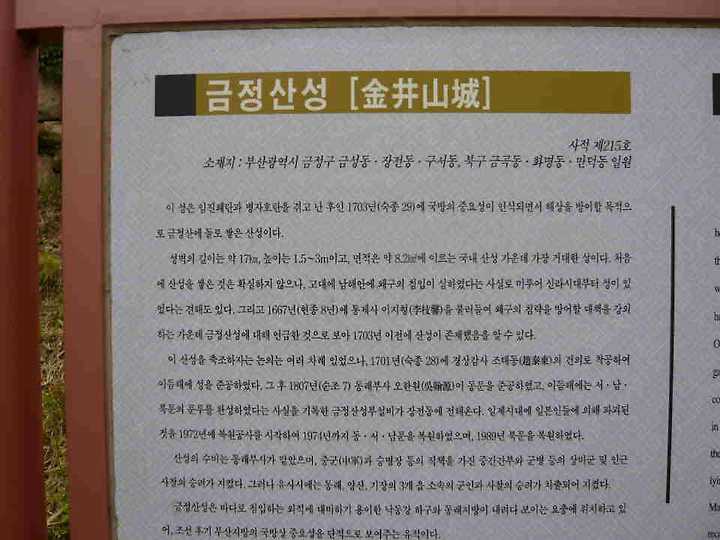 금정산성 [金井山城]
사적 제215호
소재지 : 부산광역시 금정구 금성동 · 장전동 · 구서동, 북구 금곡동 · 화명동 · 만덕동 일원
이 성은 임진왜란과 병자호란을 겪고 난 후인 1703년(숙종 29)에 국방의 중요성이 인식되면서 해상을 방어할 목적으
로 금정산에 돌로 쌓은 산성이다.
성벽의 길이는 약 17㎞, 높이는 1.5~3m이고, 면적은 약 8.2㎢에 이르는 국내 산성 가운데 가장 거대한 성이다. 처음
에 산성을 쌓은 것은 확실하지 않으나, 고대에 남해안에 왜구의 침입이 심하였다는 사실로 미루어 신라시대부터 성이 있
었다는 견해도 있다. 그리고 1667년(현종 8년)에 통제사 이지형(李枝馨)을 불러들여 왜구의 침략을 방어할 대책을 강의
하는 가운데 금정산성에 대해 언급한 것으로 보아 1703년 이전에 산성이 존재했음을 알 수 있다.
이 산성을 축조하자는 논의는 여러 차례 있었으나, 1701년(숙종 28)에 경상감사 조태동(趙泰東)의 건의로 착공하여
이듬해에 성을 준공하였다. 그 후 1807년(순조 7) 동래부사 오한원(吳翰源)이 동문을 준공하였고, 이듬해에는 서 · 남 ·
북문의 문루를 완성하였다는 사실을 기록한 금정산성부설비가 장전동에 전해온다. 일제시대에 일본인들에 의해 파괴된
것을 1972년에 복원공사를 시작하여 1974년까지 동 · 서 · 남문을 복원하였으며, 1989년 북문을 복원하였다.
산성의 수비는 동래부사가 맡았으며, 중군(中軍)과 승병장 등의 직책을 가진 중간간부와 군병 등의 상비군 및 인근
사찰의 승려가 지켰다. 그러나 유사시에는 동래, 양산, 기장의 3개 읍 소속의 군인과 사찰의 승려가 차출되어 지켰다.
금정산성은 바다로 침입하는 외적에 대비하기 용이한 낙동강 하구와 동래지방이 내려다 보이는 요충에 위치하고 있
어, 조선 후기 부산지방의 국방상 중요성을 단적으로 보여주는 유적이다.